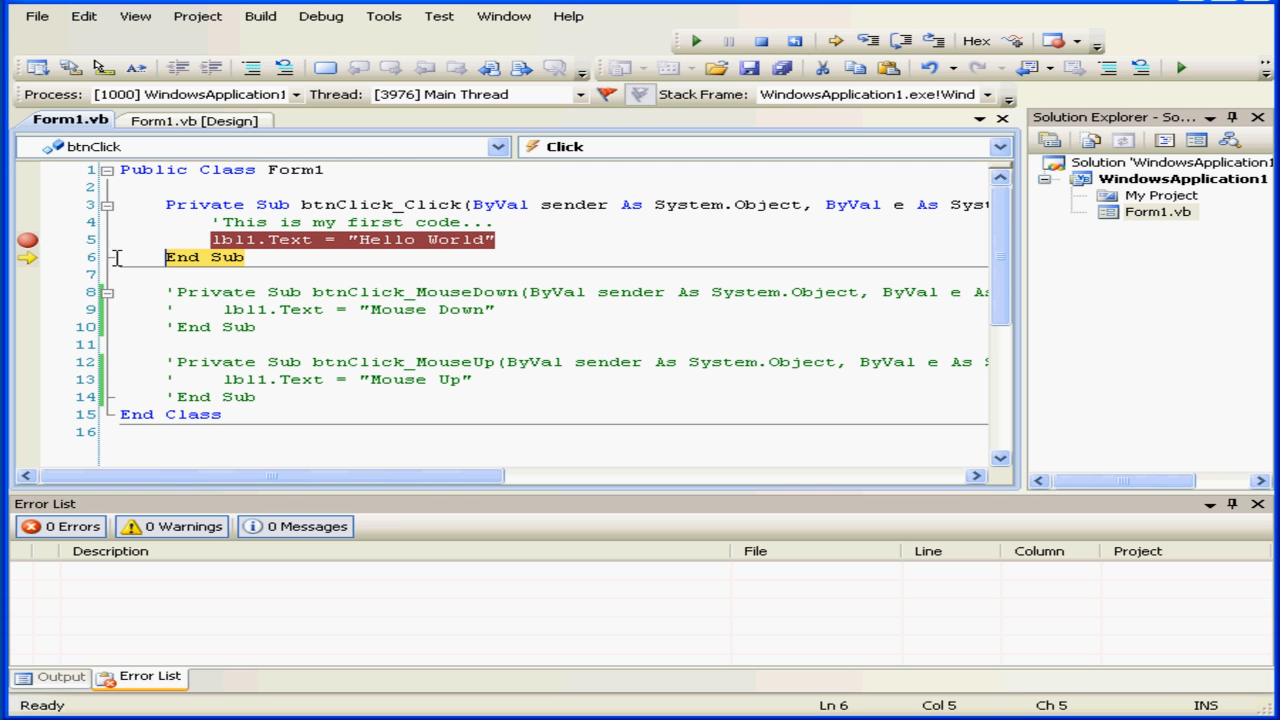 File Edit View Project Build Debug Tools Test Window Help
Hex
Process: [1000] WindowsApplication1 Thread: [3976] Main Thread Stack Frame: WindowsApplication1.exe!Wind
Form1.vb Form1.vb [Design]
btnClick Click
1 Public Class Form1
2
3 Private Sub btnClick_Click(ByVal sender As System.Object, ByVal e As Syst
4 'This is my first code...
5 lbl1.Text = "Hello World"
6 End Sub
7
8 'Private Sub btnClick_MouseDown(ByVal sender As System.Object, ByVal e As
9 ' lbl1.Text = "Mouse Down"
10 'End Sub
11
12 'Private Sub btnClick_MouseUp(ByVal sender As System.Object, ByVal e As S
13 ' lbl1.Text = "Mouse Up"
14 'End Sub
15 End Class
16
Solution Explorer - So...
Solution 'WindowsApplication1
WindowsApplication1
My Project
Form1.vb
Error List
0 Errors 0 Warnings 0 Messages
Description File Line Column Project
Output Error List
Ready Ln 6 Col 5 Ch 5 INS